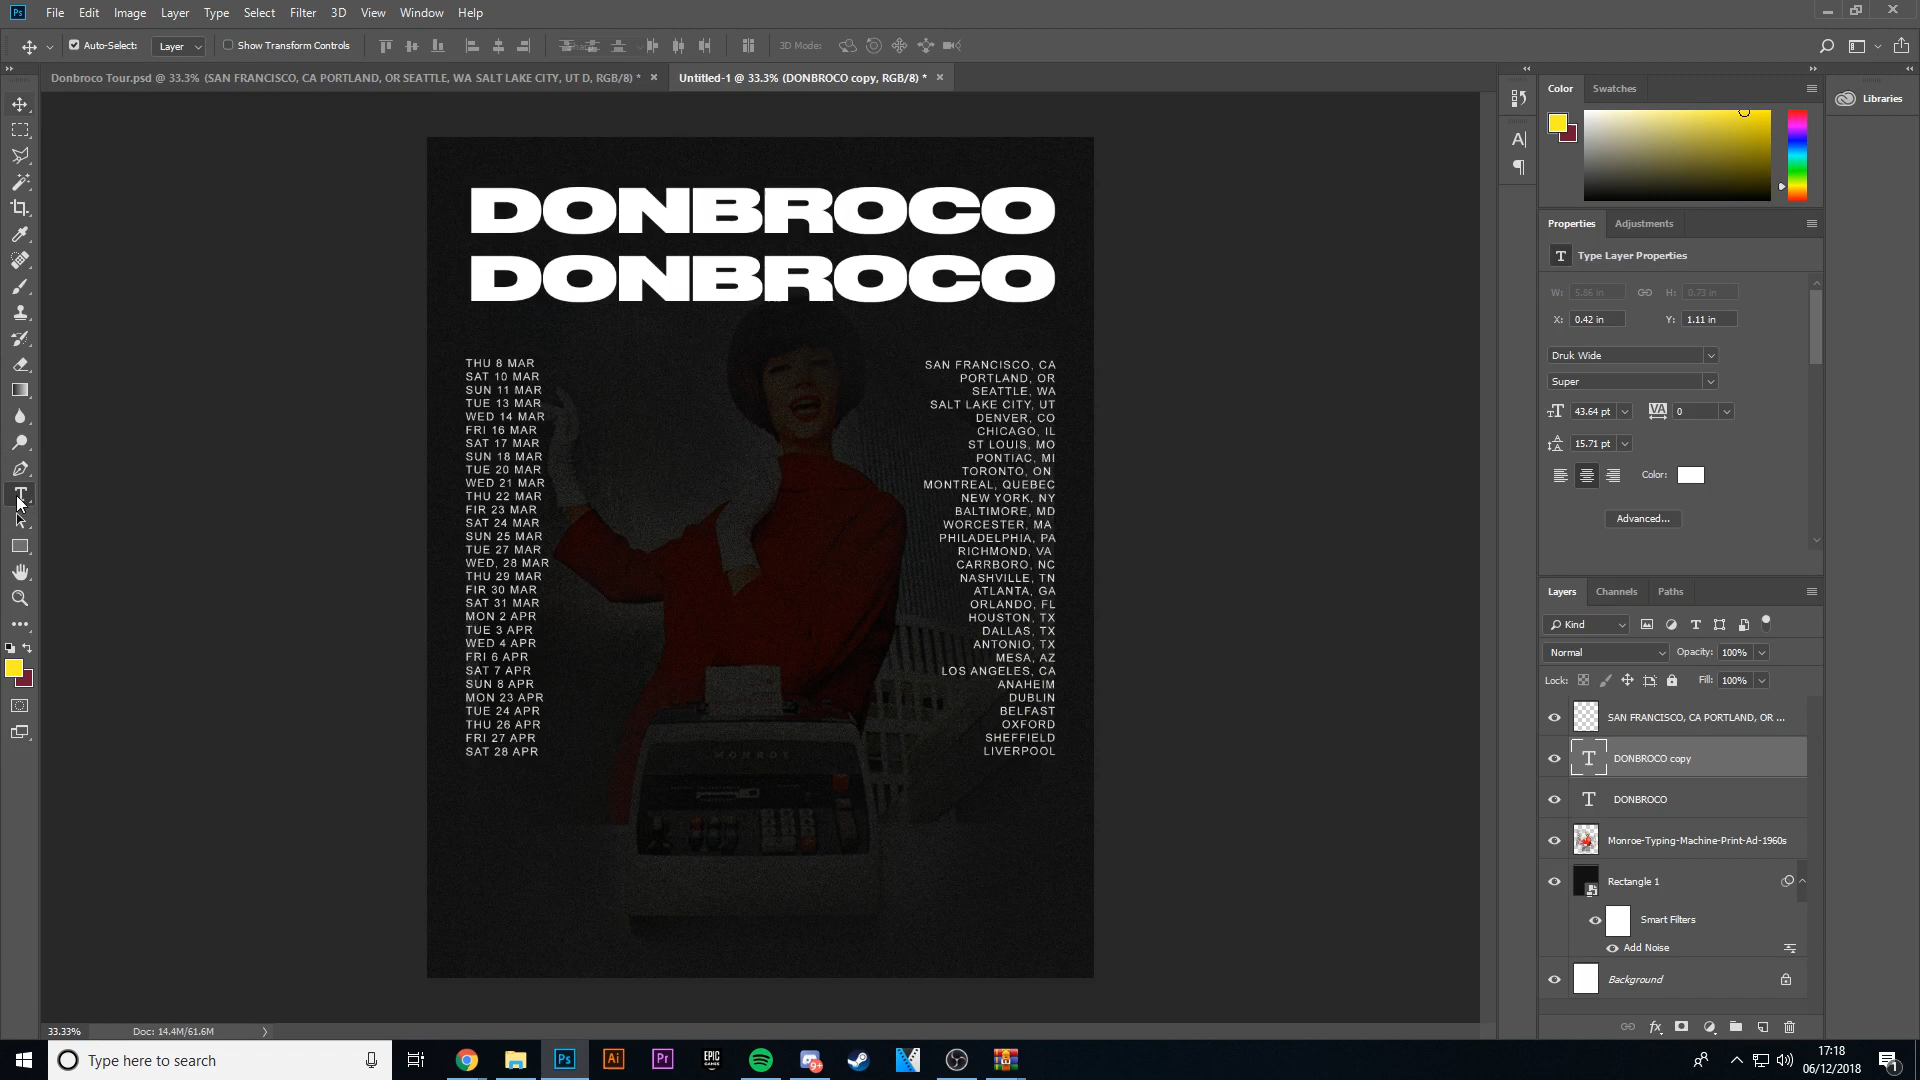 Ps File Edit Image Layer Type Select Filter 3D View Window Help
Auto-Select: Layer Show Transform Controls 3D Mode:
Donbroco Tour.psd @ 33.3% (SAN FRANCISCO, CA PORTLAND, OR SEATTLE, WA SALT LAKE CITY, UT D, RGB/8) * Untitled-1 @ 33.3% (DONBROCO copy, RGB/8) *
Color Swatches
Libraries
DONBROCO
DONBROCO
THU 8 MAR SAN FRANCISCO, CA
SAT 10 MAR PORTLAND, OR
SUN 11 MAR SEATTLE, WA
TUE 13 MAR SALT LAKE CITY, UT
WED 14 MAR DENVER, CO
FRI 16 MAR CHICAGO, IL
SAT 17 MAR ST LOUIS, MO
SUN 18 MAR PONTIAC, MI
TUE 20 MAR TORONTO, ON
WED 21 MAR MONTREAL, QUEBEC
THU 22 MAR NEW YORK, NY
FIR 23 MAR BALTIMORE, MD
SAT 24 MAR WORCESTER, MA
SUN 25 MAR PHILADELPHIA, PA
TUE 27 MAR RICHMOND, VA
WED, 28 MAR CARRBORO, NC
THU 29 MAR NASHVILLE, TN
FIR 30 MAR ATLANTA, GA
SAT 31 MAR ORLANDO, FL
MON 2 APR HOUSTON, TX
TUE 3 APR DALLAS, TX
WED 4 APR ANTONIO, TX
FRI 6 APR MESA, AZ
SAT 7 APR LOS ANGELES, CA
SUN 8 APR ANAHEIM
MON 23 APR DUBLIN
TUE 24 APR BELFAST
THU 26 APR OXFORD
FRI 27 APR SHEFFIELD
SAT 28 APR LIVERPOOL
MONROE
Properties Adjustments
T Type Layer Properties
W: 5.86 in H: 0.73 in
X: 0.42 in Y: 1.11 in
Druk Wide
Super
43.64 pt VA 0
15.71 pt
Color:
Advanced...
Layers Channels Paths
Kind
Normal Opacity: 100%
Lock: Fill: 100%
SAN FRANCISCO, CA PORTLAND, OR ...
T DONBROCO copy
T DONBROCO
Monroe-Typing-Machine-Print-Ad-1960s
Rectangle 1
Smart Filters
Add Noise
Background
fx
33.33% Doc: 14.4M/61.6M
Type here to search
Ps Ai Pr EPIC GAMES 9+
17:18
06/12/2018
1